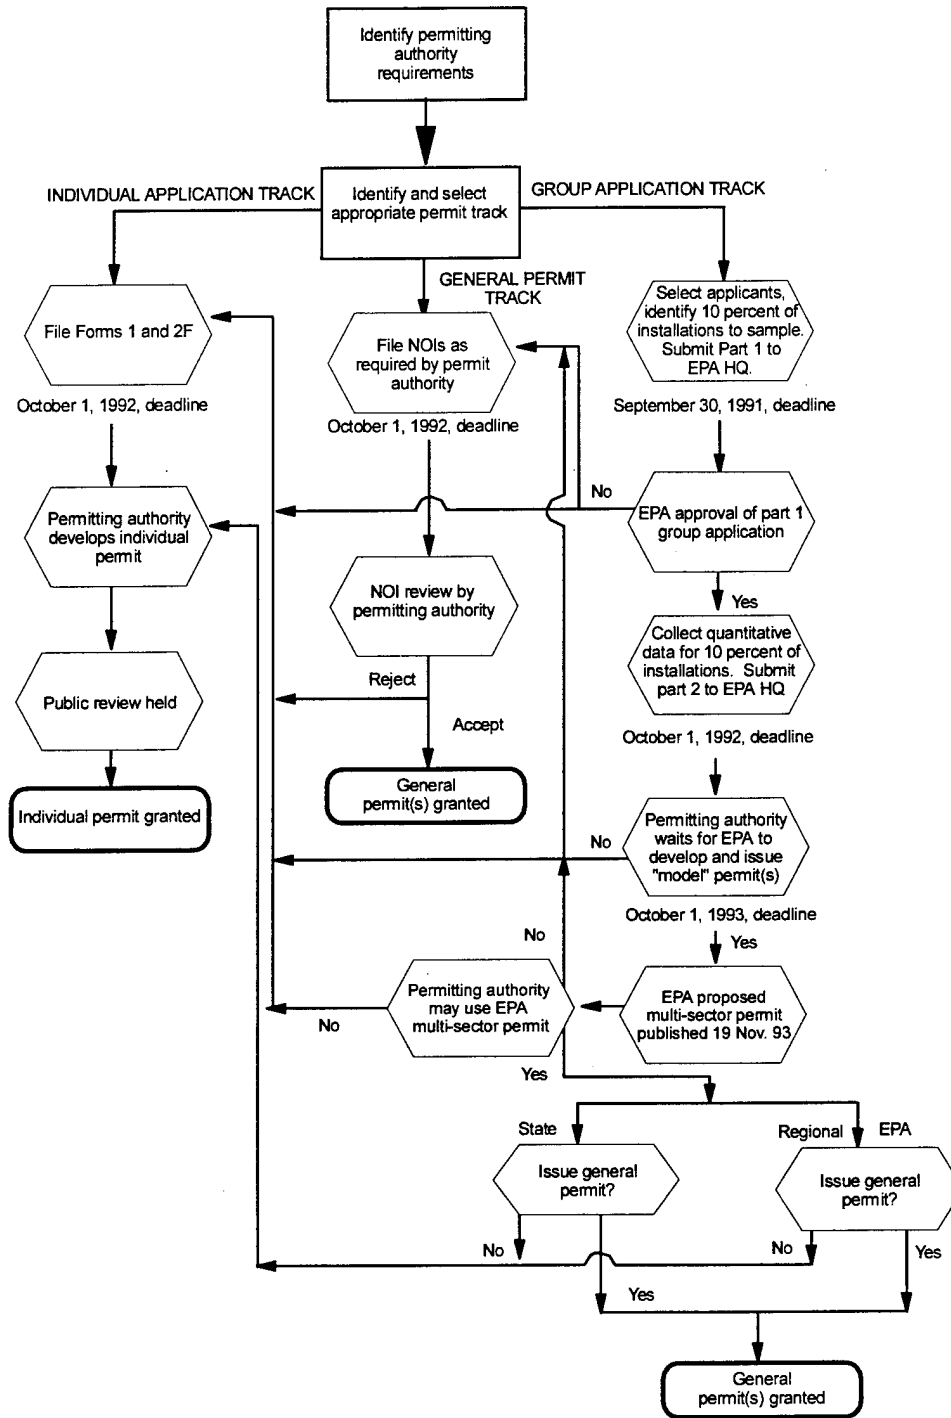 Identify permitting
authority
requirements
INDIVIDUAL APPLICATION TRACK
Identify and select
appropriate permit track
GROUP APPLICATION TRACK
GENERAL PERMIT
TRACK
File Forms 1 and 2F
October 1, 1992, deadline
File NOIs as
required by permit
authority
October 1, 1992, deadline
Select applicants,
identify 10 percent of
installations to sample.
Submit Part 1 to
EPA HQ.
September 30, 1991, deadline
No
EPA approval of part 1
group application
Yes
Permitting authority
develops individual
permit
NOI review by
permitting authority
Reject
Accept
Collect quantitative
data for 10 percent of
installations. Submit
part 2 to EPA HQ
October 1, 1992, deadline
Public review held
Individual permit granted
General
permit(s) granted
Permitting authority
waits for EPA to
develop and issue
"model" permit(s)
No
October 1, 1993, deadline
Yes
No
Permitting authority
may use EPA
multi-sector permit
No
EPA proposed
multi-sector permit
published 19 Nov. 93
Yes
State
Regional EPA
Issue general
permit?
Issue general
permit?
No
Yes
No
Yes
General
permit(s) granted